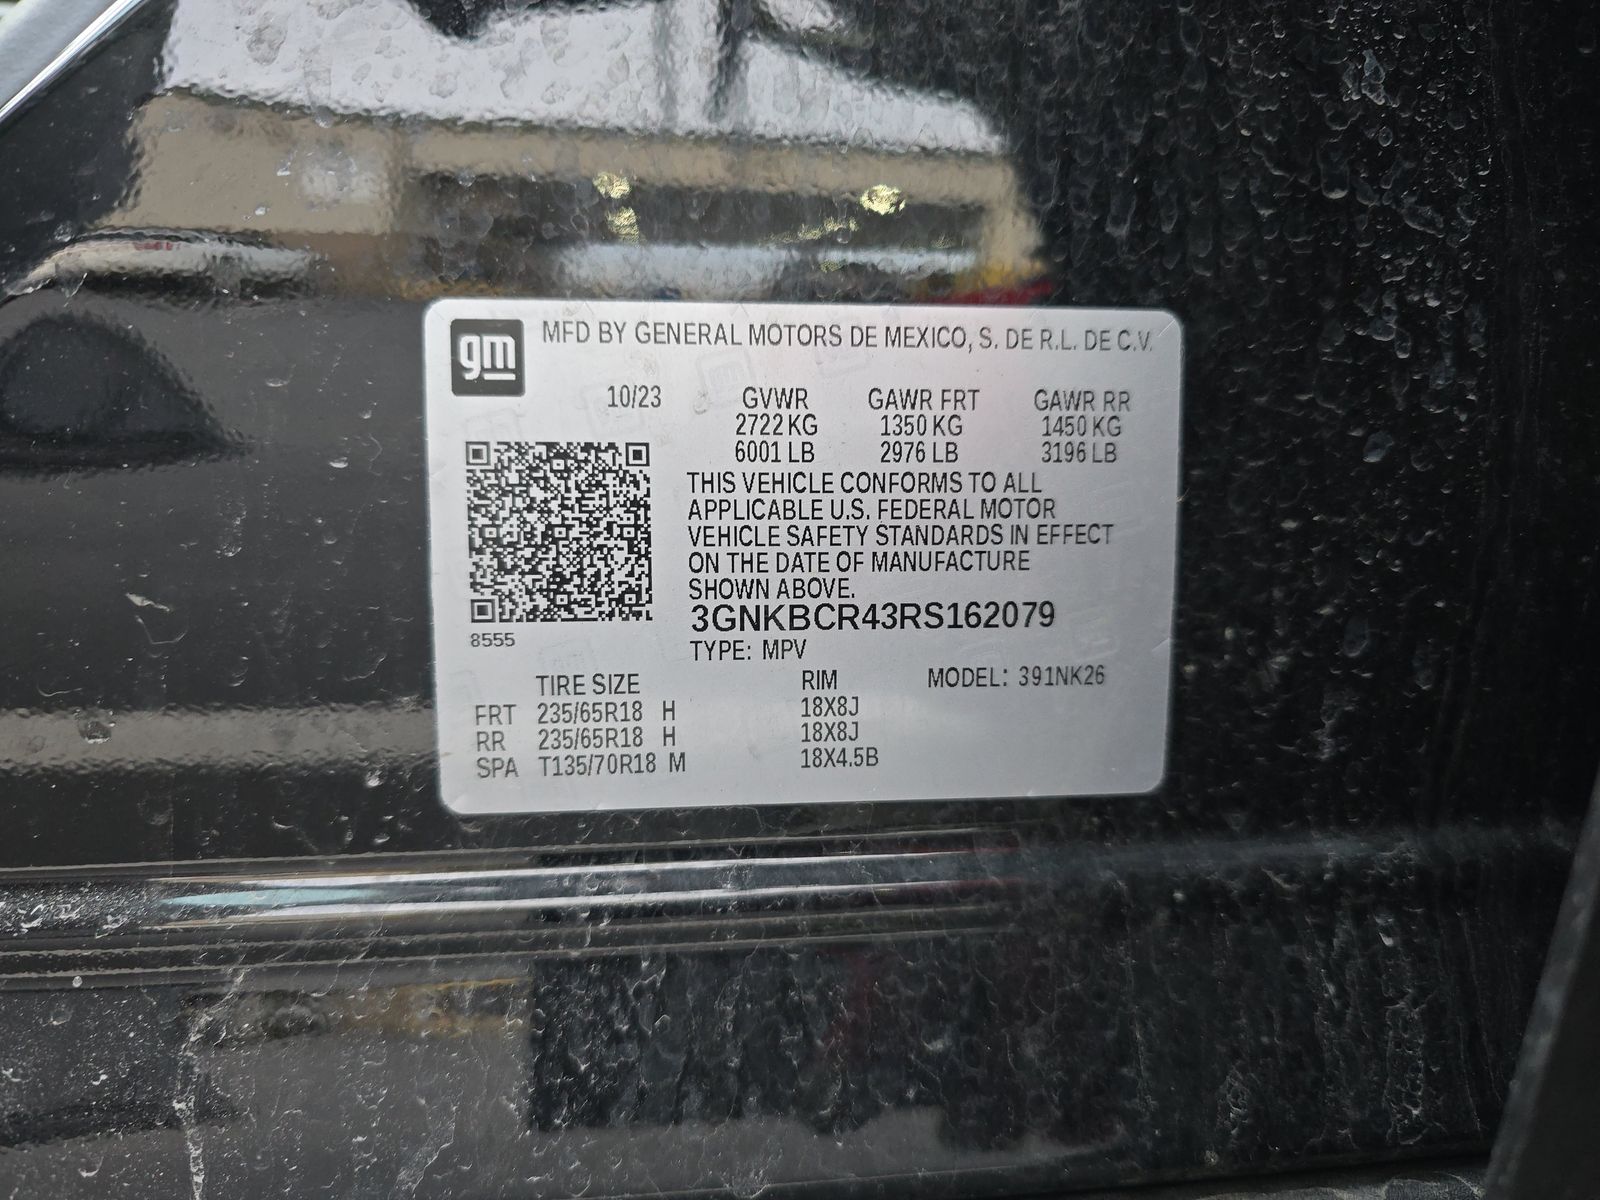 gm
MFD BY GENERAL MOTORS DE MEXICO, S. DE R.L. DE C.V.
10/23 GVWR GAWR FRT GAWR RR
2722 KG 1350 KG 1450 KG
6001 LB 2976 LB 3196 LB
THIS VEHICLE CONFORMS TO ALL
APPLICABLE U.S. FEDERAL MOTOR
VEHICLE SAFETY STANDARDS IN EFFECT
ON THE DATE OF MANUFACTURE
SHOWN ABOVE.
3GNKBCR43RS162079
8555
TYPE: MPV
TIRE SIZE RIM MODEL: 391NK26
FRT 235/65R18 H 18X8J
RR 235/65R18 H 18X8J
SPA T135/70R18 M 18X4.5B